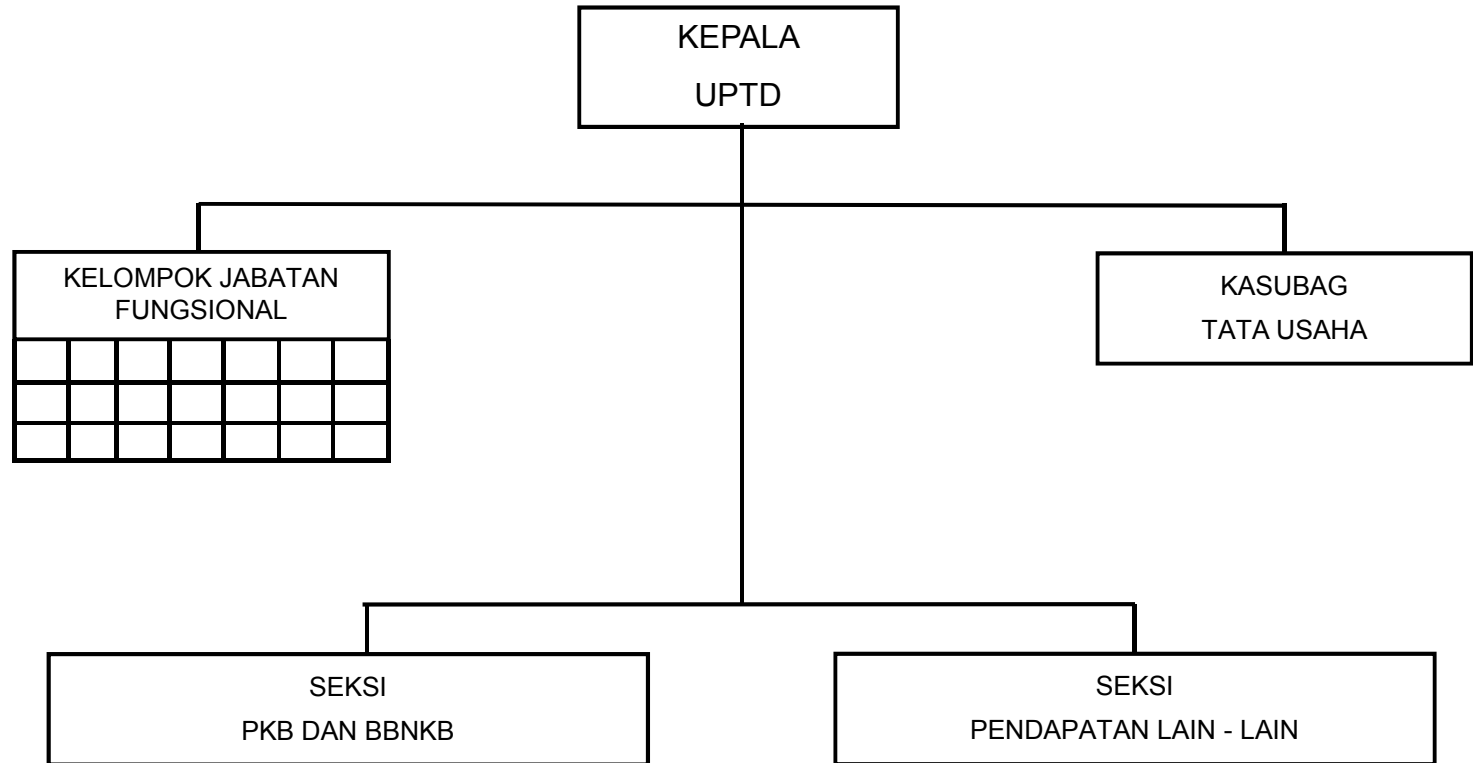 KEPALA
UPTD
KELOMPOK JABATAN
FUNGSIONAL
KASUBAG
TATA USAHA
SEKSI
PKB DAN BBNKB
SEKSI
PENDAPATAN LAIN - LAIN